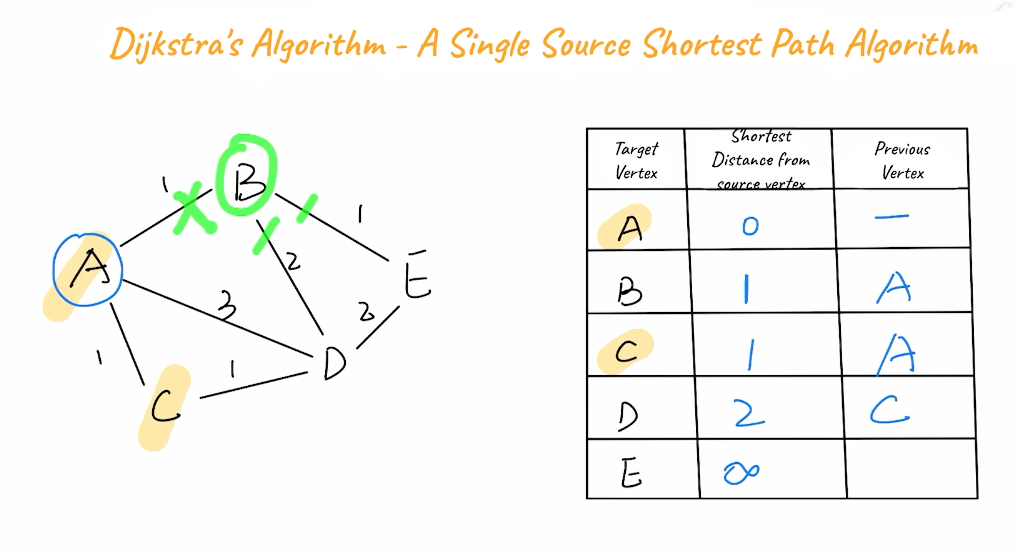 Dijkstra's Algorithm - A Single Source Shortest Path Algorithm
1
B
1
A
2
E
3
2
D
1
1
C
Target Vertex
Shortest Distance from source vertex
Previous Vertex
A 0 —
B 1 A
C 1 A
D 2 C
E ∞